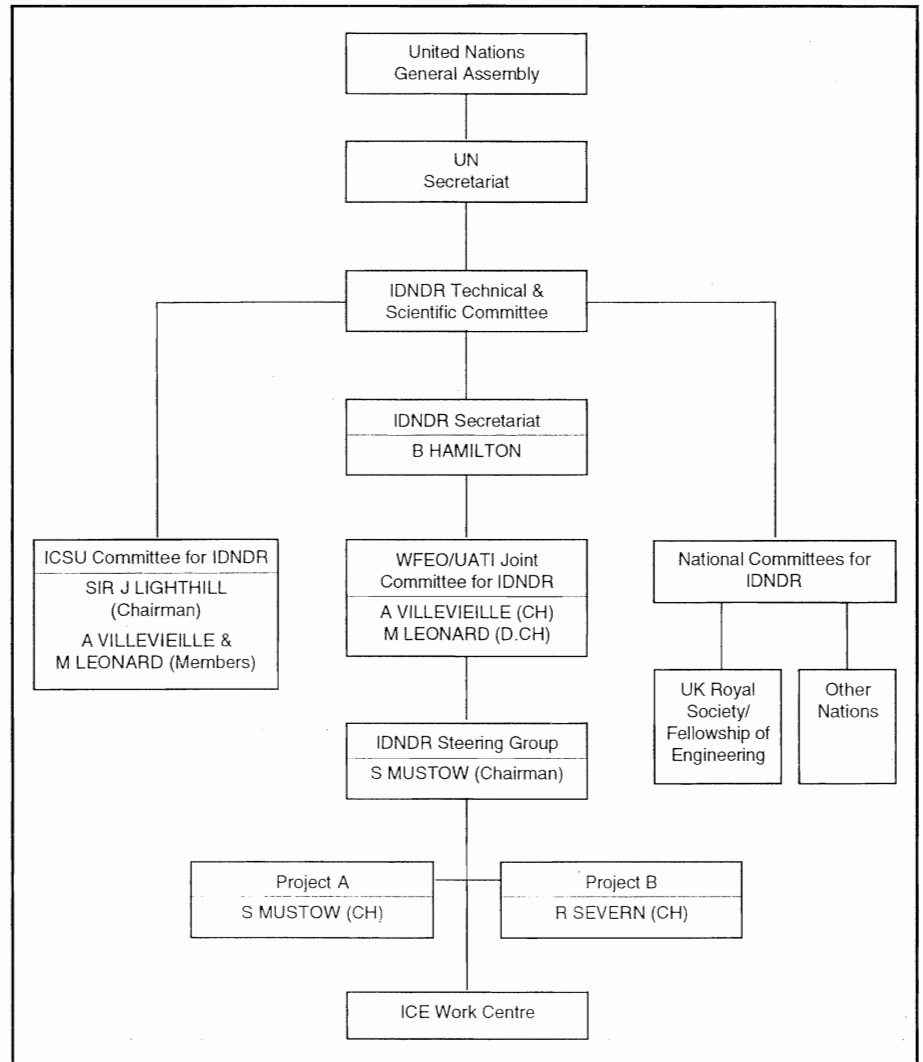 United Nations
General Assembly
UN
Secretariat
IDNDR Technical &
Scientific Committee
IDNDR Secretariat
B HAMILTON
ICSU Committee for IDNDR
SIR J LIGHTHILL
(Chairman)
A VILLEVIEILLE &
M LEONARD (Members)
WFEO/UATI Joint
Committee for IDNDR
A VILLEVIEILLE (CH)
M LEONARD (D.CH)
National Committees for
IDNDR
UK Royal
Society/
Fellowship of
Engineering
Other
Nations
IDNDR Steering Group
S MUSTOW (Chairman)
Project A
S MUSTOW (CH)
Project B
R SEVERN (CH)
ICE Work Centre